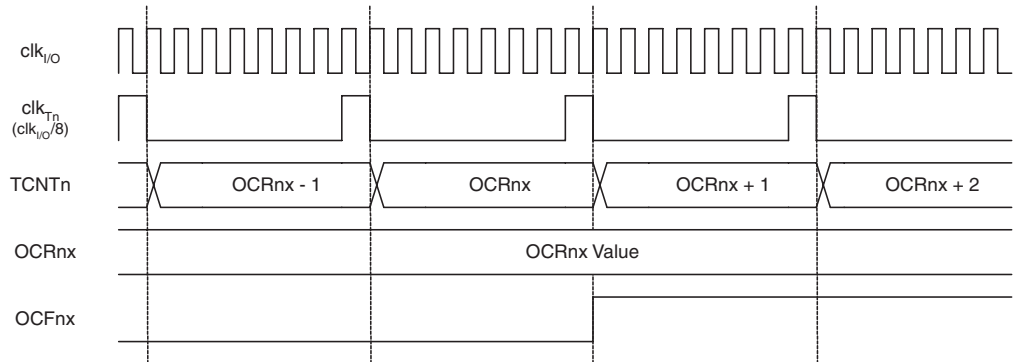 clkI/O
clkTn
(clkI/O/8)
TCNTn OCRnx - 1 OCRnx OCRnx + 1 OCRnx + 2
OCRnx OCRnx Value
OCFnx